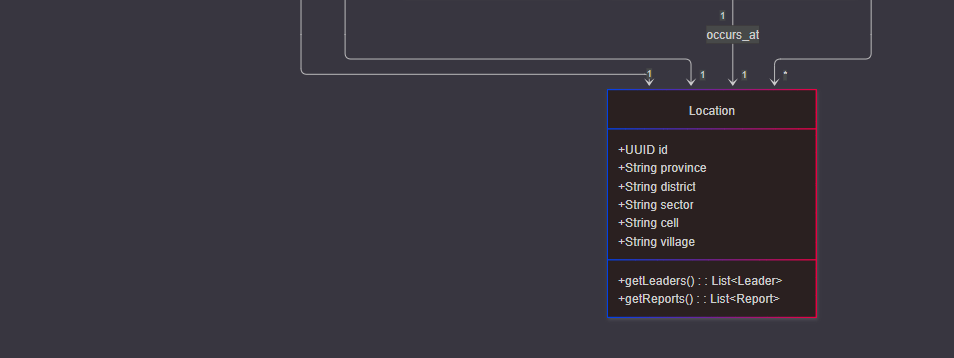 1
occurs_at
1
1
1
*
Location
+UUID id
+String province
+String district
+String sector
+String cell
+String village
+getLeaders() : : List<Leader>
+getReports() : : List<Report>